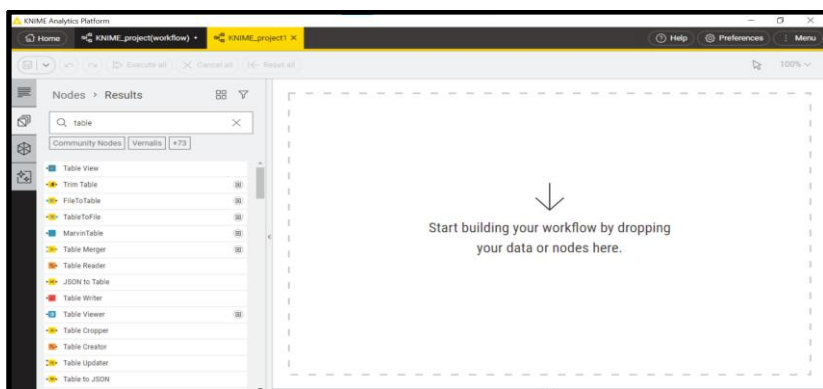 KNIME Analytics Platform
Home
KNIME_project(workflow)
KNIME_project1
Help
Preferences
Menu
Execute all
Cancel all
Reset all
100%
Nodes > Results
table
Community Nodes
Vernalis
+73
Table View
Trim Table
FileToTable
TableToFile
MarvinTable
Table Merger
Table Reader
JSON to Table
Table Writer
Table Viewer
Table Cropper
Table Creator
Table Updater
Table to JSON
Start building your workflow by dropping
your data or nodes here.